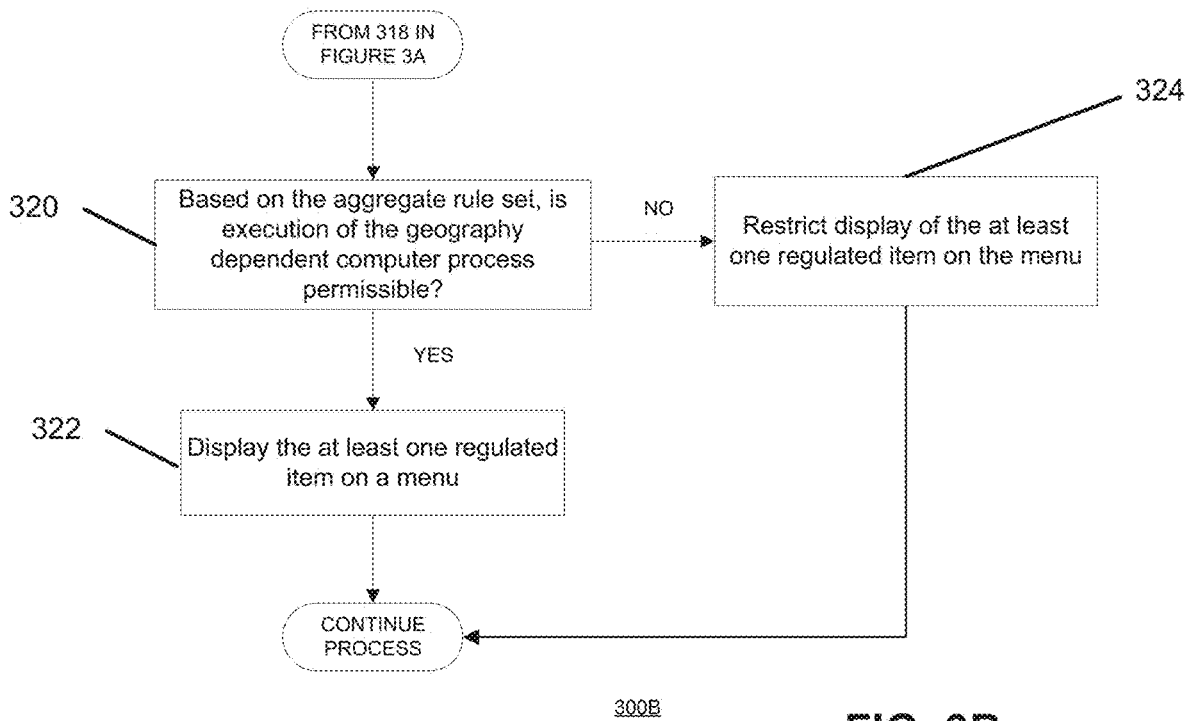 FROM 318 IN
FIGURE 3A
324
320
Based on the aggregate rule set, is
execution of the geography
dependent computer process
permissible?
NO
Restrict display of the at least
one regulated item on the menu
YES
322
Display the at least one regulated
item on a menu
CONTINUE
PROCESS
300B